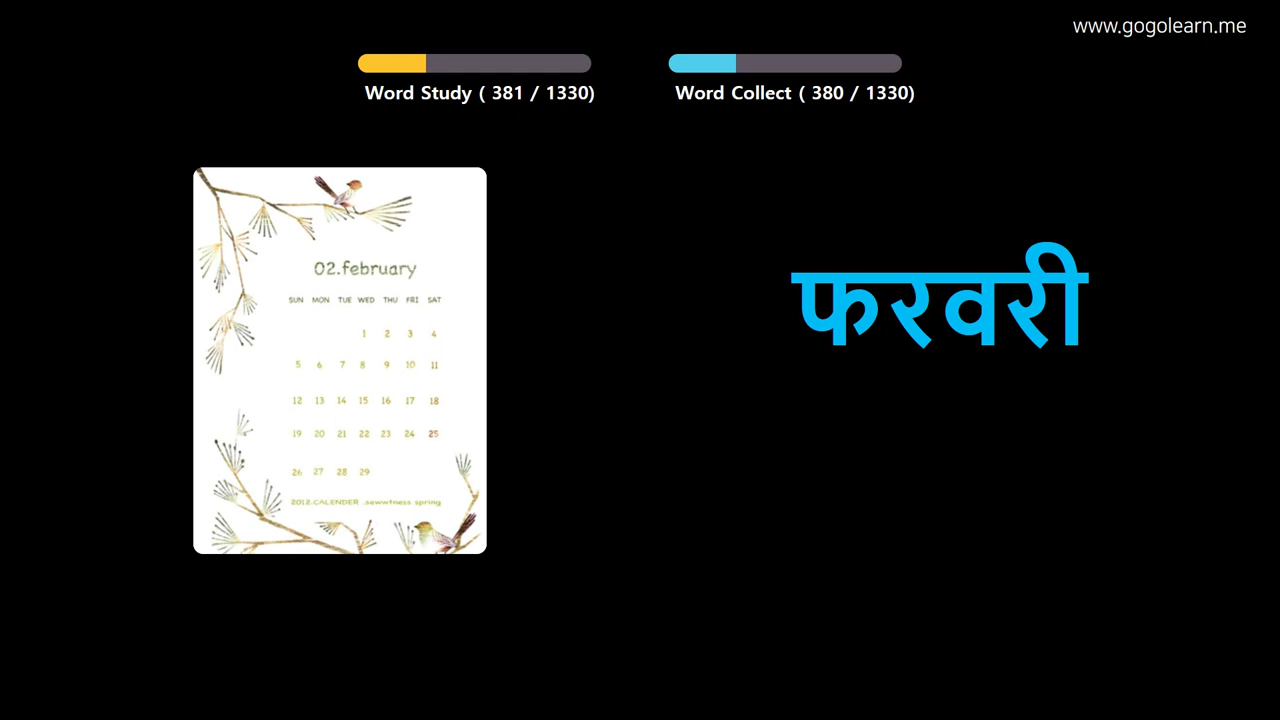 www.gogolearn.me
Word Study ( 381 / 1330)
Word Collect ( 380 / 1330)
02.february
SUN MON TUE WED THU FRI SAT
1 2 3 4
5 6 7 8 9 10 11
12 13 14 15 16 17 18
19 20 21 22 23 24 25
26 27 28 29
2012.CALENDER .sewwtness spring
फरवरी